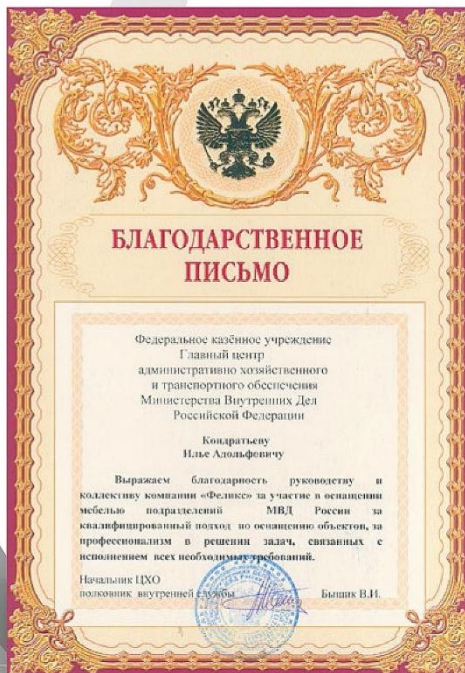 БЛАГОДАРСТВЕННОЕ
ПИСЬМО
Федеральное казённое учреждение
Главный центр
административно хозяйственного
и транспортного обеспечения
Министерства Внутренних Дел
Российской Федерации
Кондратьеву
Илье Адольфовичу
Выражаем благодарность руководству и
коллективу компании «Феликс» за участие в оснащении
мебелью подразделений МВД России за
квалифицированный подход по оснащению объектов, за
профессионализм в решении задач, связанных с
исполнением всех необходимых требований.
Начальник ЦХО
полковник внутренней службы Быщик В.И.